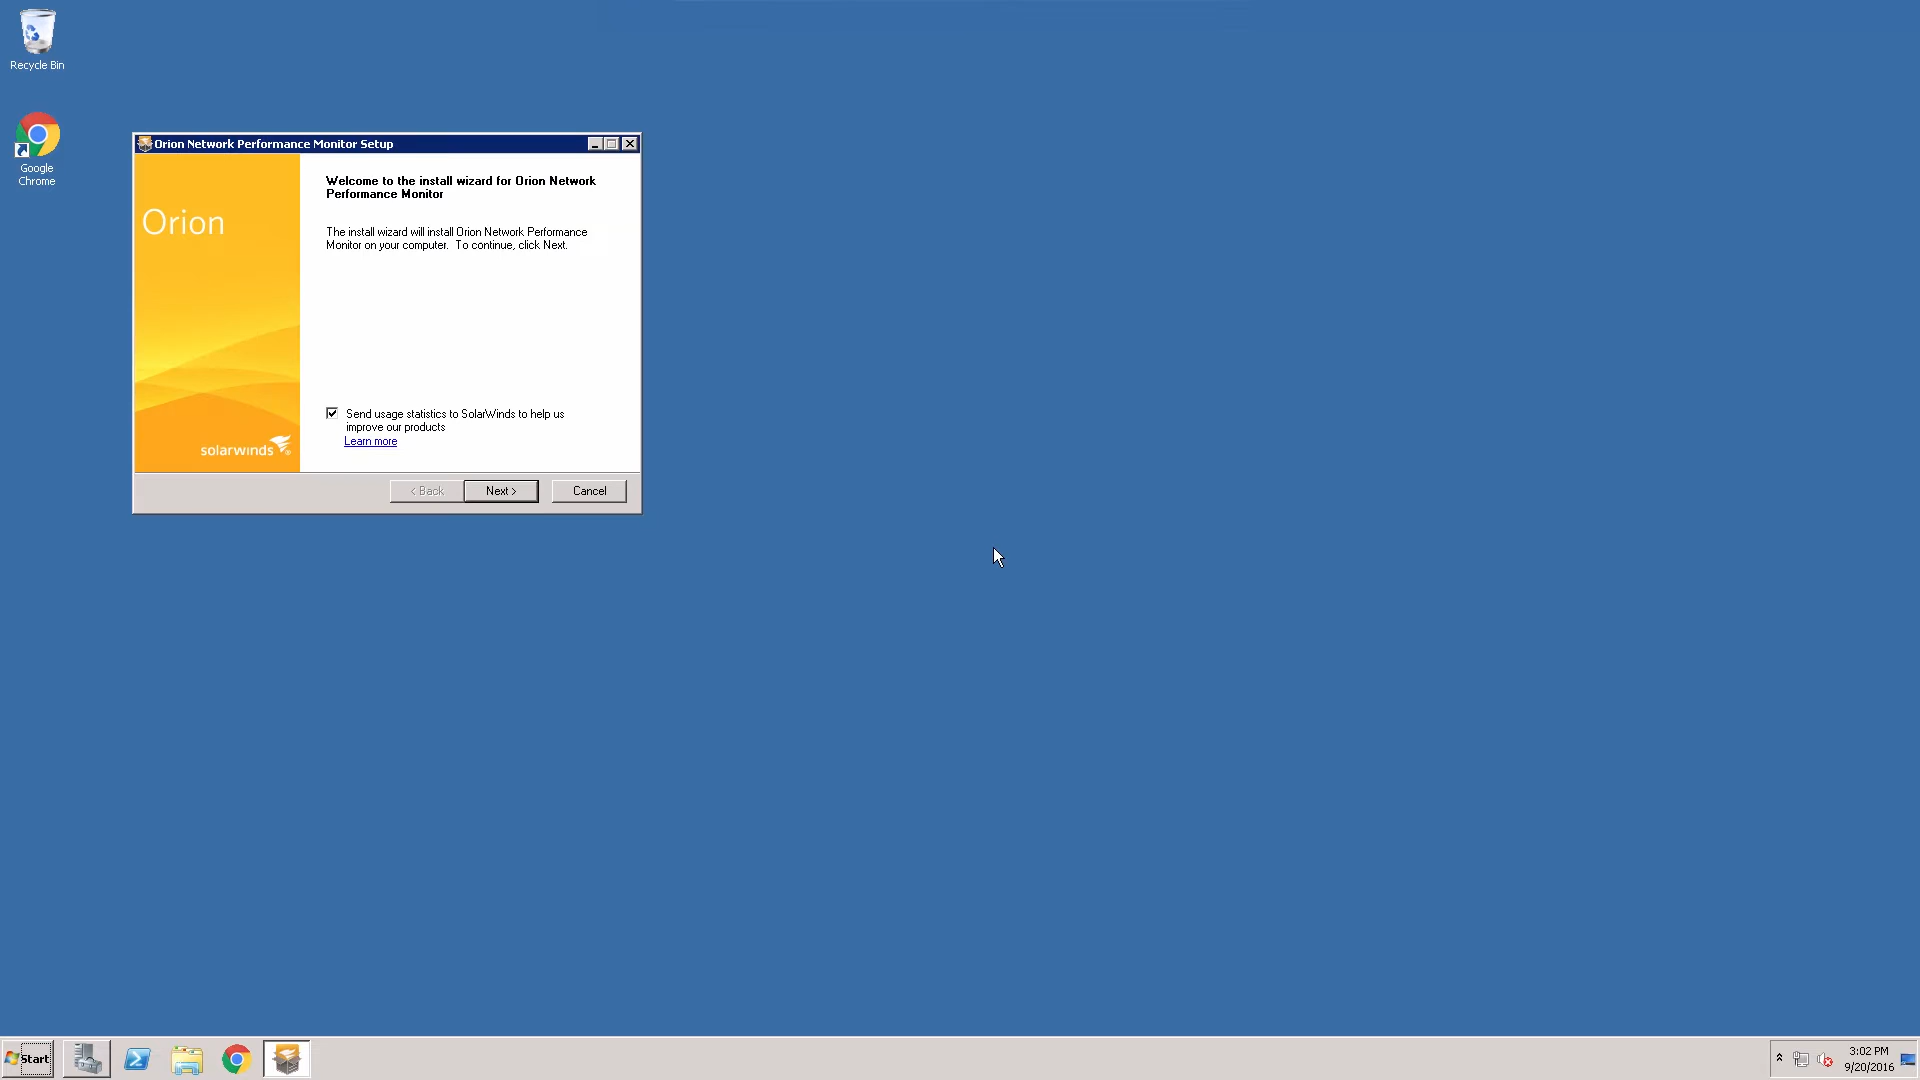 Recycle Bin
Google
Chrome
Orion Network Performance Monitor Setup
Orion
solarwinds
Welcome to the install wizard for Orion Network
Performance Monitor
The install wizard will install Orion Network Performance
Monitor on your computer. To continue, click Next.
Send usage statistics to SolarWinds to help us
improve our products
Learn more
< Back
Next >
Cancel
Start
3:02 PM
9/20/2016